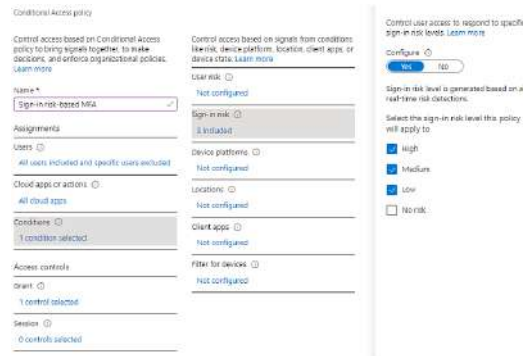 Conditional Access policy
Control access based on Conditional Access
policy to bring signals together, to make
decisions, and enforce organizational policies.
Learn more
Name *
Sign-in risk-based MFA
Assignments
Users
All users included and specific users excluded
Cloud apps or actions
All cloud apps
Conditions
1 condition selected
Access controls
Grant
1 control selected
Session
0 controls selected
Control access based on signals from conditions
like risk, device platform, location, client apps, or
device state. Learn more
User risk
Not configured
Sign-in risk
3 included
Device platforms
Not configured
Locations
Not configured
Client apps
Not configured
Filter for devices
Not configured
Control user access to respond to specific
sign-in risk levels. Learn more
Configure
Yes No
Sign-in risk level is generated based on a
real-time risk detections.
Select the sign-in risk level this policy
will apply to
High
Medium
Low
No risk